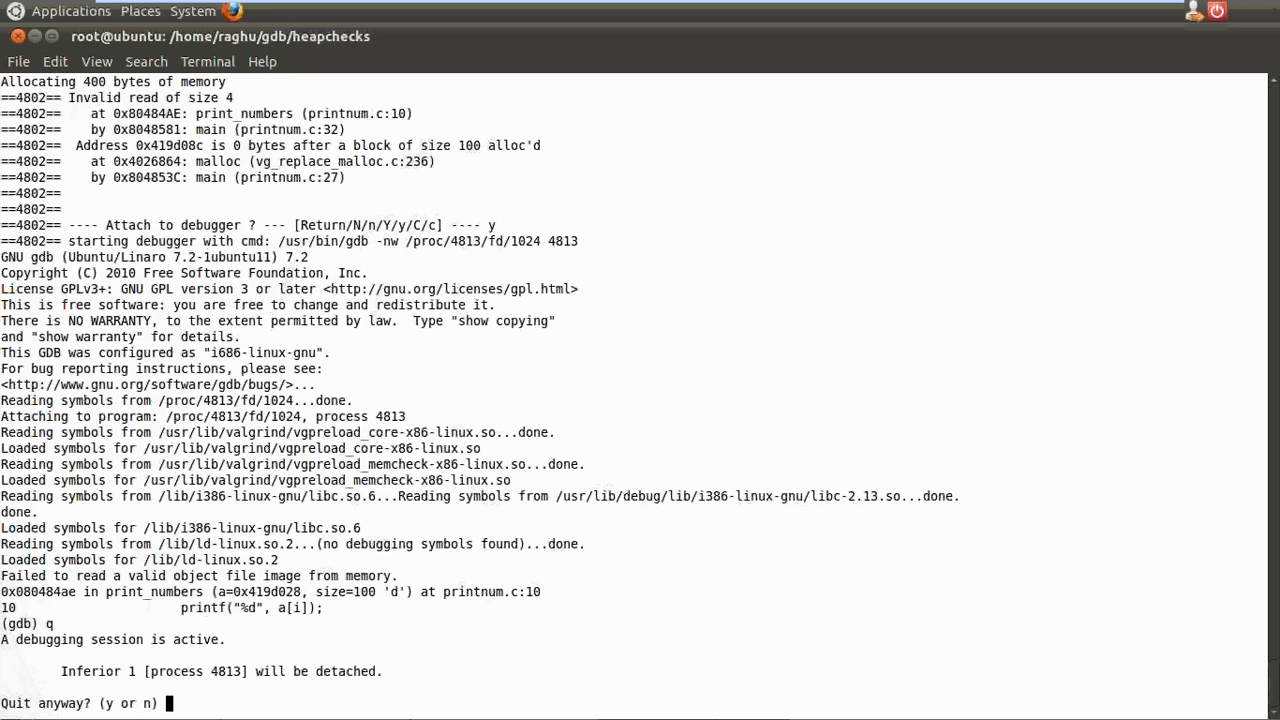 Applications Places System
root@ubuntu: /home/raghu/gdb/heapchecks
File Edit View Search Terminal Help
Allocating 400 bytes of memory
==4802== Invalid read of size 4
==4802==    at 0x80484AE: print_numbers (printnum.c:10)
==4802==    by 0x8048581: main (printnum.c:32)
==4802==  Address 0x419d08c is 0 bytes after a block of size 100 alloc'd
==4802==    at 0x4026864: malloc (vg_replace_malloc.c:236)
==4802==    by 0x804853C: main (printnum.c:27)
==4802==
==4802==
==4802== ---- Attach to debugger ? --- [Return/N/n/Y/y/C/c] ---- y
==4802== starting debugger with cmd: /usr/bin/gdb -nw /proc/4813/fd/1024 4813
GNU gdb (Ubuntu/Linaro 7.2-1ubuntu11) 7.2
Copyright (C) 2010 Free Software Foundation, Inc.
License GPLv3+: GNU GPL version 3 or later <http://gnu.org/licenses/gpl.html>
This is free software: you are free to change and redistribute it.
There is NO WARRANTY, to the extent permitted by law.  Type "show copying"
and "show warranty" for details.
This GDB was configured as "i686-linux-gnu".
For bug reporting instructions, please see:
<http://www.gnu.org/software/gdb/bugs/>...
Reading symbols from /proc/4813/fd/1024...done.
Attaching to program: /proc/4813/fd/1024, process 4813
Reading symbols from /usr/lib/valgrind/vgpreload_core-x86-linux.so...done.
Loaded symbols for /usr/lib/valgrind/vgpreload_core-x86-linux.so
Reading symbols from /usr/lib/valgrind/vgpreload_memcheck-x86-linux.so...done.
Loaded symbols for /usr/lib/valgrind/vgpreload_memcheck-x86-linux.so
Reading symbols from /lib/i386-linux-gnu/libc.so.6...Reading symbols from /usr/lib/debug/lib/i386-linux-gnu/libc-2.13.so...done.
done.
Loaded symbols for /lib/i386-linux-gnu/libc.so.6
Reading symbols from /lib/ld-linux.so.2...(no debugging symbols found)...done.
Loaded symbols for /lib/ld-linux.so.2
Failed to read a valid object file image from memory.
0x080484ae in print_numbers (a=0x419d028, size=100 'd') at printnum.c:10
10                      printf("%d", a[i]);
(gdb) q
A debugging session is active.
Inferior 1 [process 4813] will be detached.
Quit anyway? (y or n)